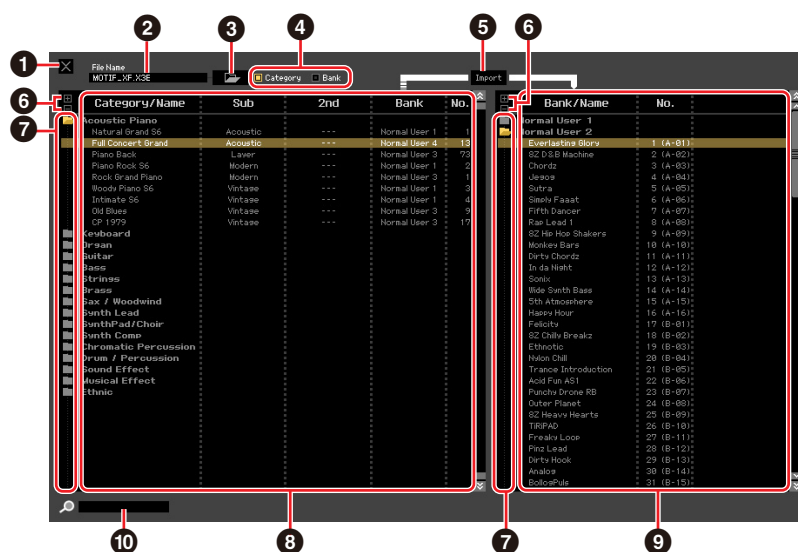 2 3 4 5 6
1 File Name
MOTIF_XF.X3E Category Bank Import
6 Category/Name Sub 2nd Bank No. Bank/Name No.
7 Acoustic Piano Normal User 1
Natural Grand S6 Acoustic --- Normal User 1 1 Normal User 2
Full Concert Grand Acoustic --- Normal User 4 13 Everlasting Glory 1 (A-01)
Piano Back Layer --- Normal User 3 73 SZ D&B Machine 2 (A-02)
Piano Rock S6 Modern --- Normal User 1 2 Chordz 3 (A-03)
Rock Grand Piano Modern --- Normal User 3 1 Jegos 4 (A-04)
Woody Piano S6 Vintage --- Normal User 1 3 Sutra 5 (A-05)
Intimate S6 Vintage --- Normal User 1 4 Simply Faaat 6 (A-06)
Old Blues Vintage --- Normal User 3 9 Fifth Dancer 7 (A-07)
CP 1979 Vintage --- Normal User 3 17 Rap Lead 1 8 (A-08)
Keyboard SZ Hip Hop Shakers 9 (A-09)
Organ Monkey Bars 10 (A-10)
Guitar Dirty Chordz 11 (A-11)
Bass In da Night 12 (A-12)
Strings Sonix 13 (A-13)
Brass Wide Synth Bass 14 (A-14)
Sax / Woodwind 5th Atmosphere 15 (A-15)
Synth Lead Happy Hour 16 (A-16)
SynthPad/Choir Felicity 17 (B-01)
Synth Comp SZ Chilly Breakz 18 (B-02)
Chromatic Percussion Ethnotic 19 (B-03)
Drum / Percussion Nylon Chill 20 (B-04)
Sound Effect Trance Introduction 21 (B-05)
Musical Effect Acid Fun AS1 22 (B-06)
Ethnic Punchy Drone RB 23 (B-07)
Outer Planet 24 (B-08)
SZ Heavy Hearts 25 (B-09)
TiRiPAD 26 (B-10)
Freaky Loop 27 (B-11)
Pinz Lead 28 (B-12)
Dirty Hook 29 (B-13)
Analog 30 (B-14)
BollogPuls 31 (B-15)
10 8 7 9